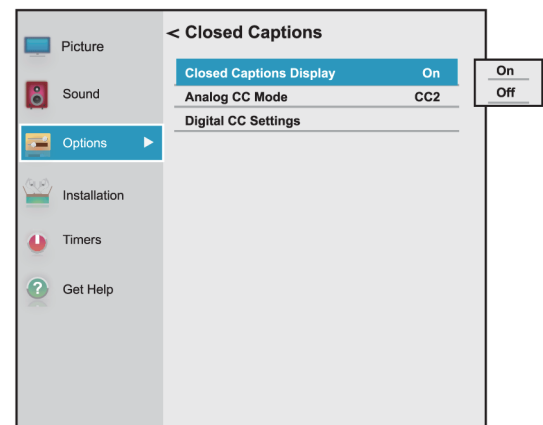 Picture
Sound
Options
Installation
Timers
Get Help
< Closed Captions
Closed Captions Display On
Analog CC Mode CC2
Digital CC Settings
On
Off